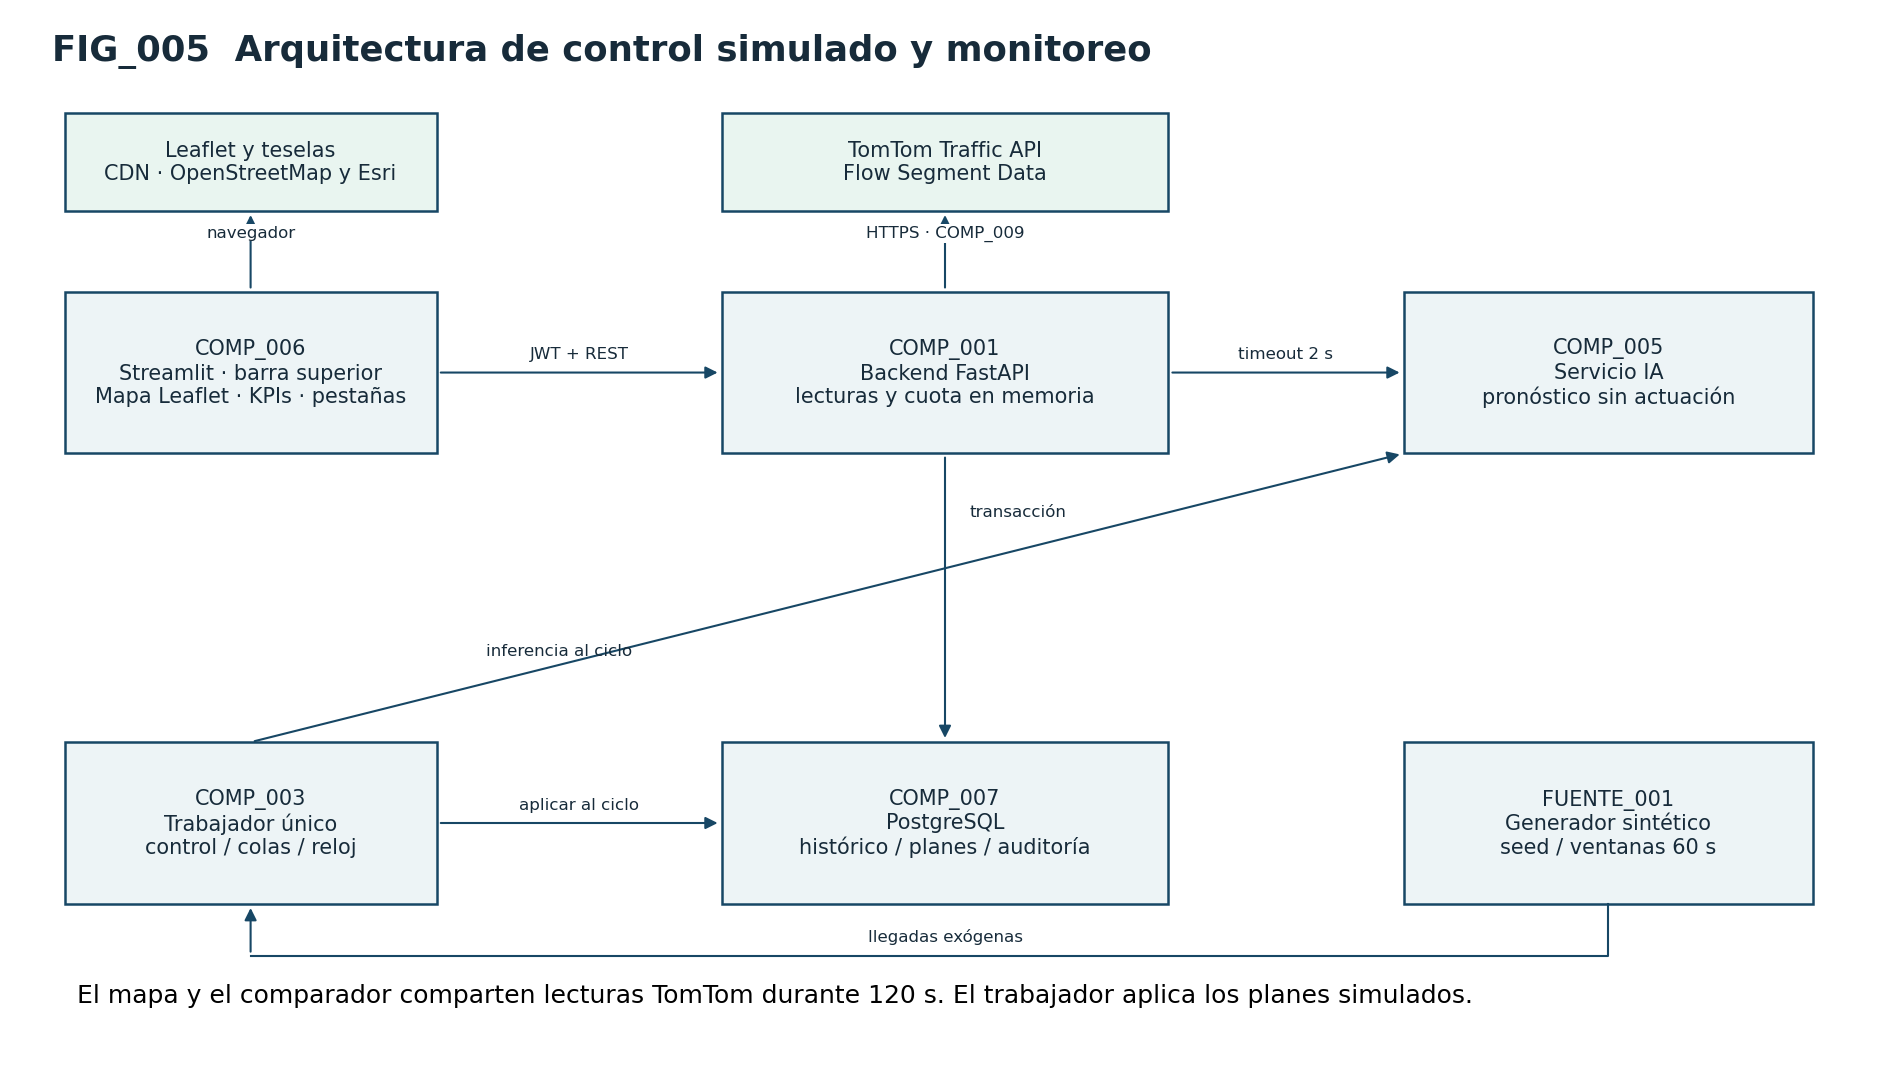 FIG_005  Arquitectura de control simulado y monitoreo
Leaflet y teselas
CDN · OpenStreetMap y Esri
TomTom Traffic API
Flow Segment Data
navegador
HTTPS · COMP_009
COMP_006
Streamlit · barra superior
Mapa Leaflet · KPIs · pestañas
JWT + REST
COMP_001
Backend FastAPI
lecturas y cuota en memoria
timeout 2 s
COMP_005
Servicio IA
pronóstico sin actuación
transacción
inferencia al ciclo
COMP_003
Trabajador único
control / colas / reloj
aplicar al ciclo
COMP_007
PostgreSQL
histórico / planes / auditoría
FUENTE_001
Generador sintético
seed / ventanas 60 s
llegadas exógenas
El mapa y el comparador comparten lecturas TomTom durante 120 s. El trabajador aplica los planes simulados.